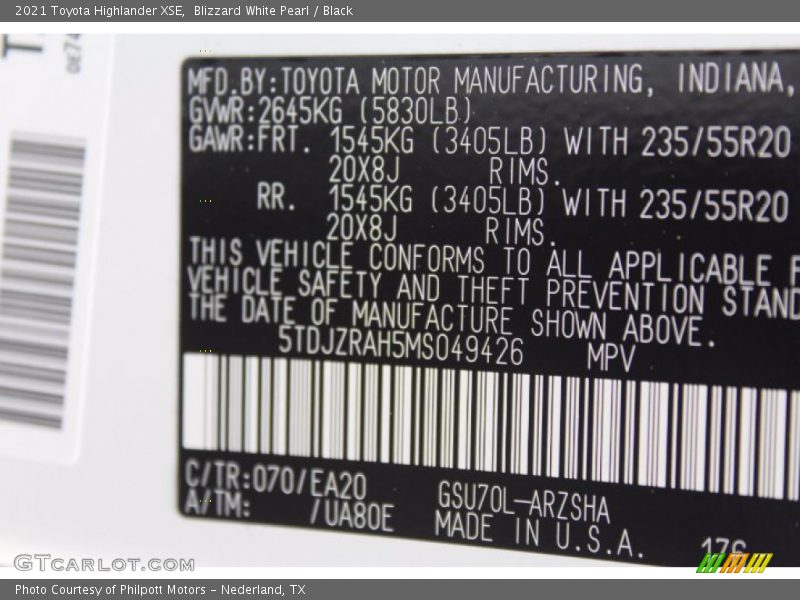 2021 Toyota Highlander XSE, Blizzard White Pearl / Black
MFD.BY:TOYOTA MOTOR MANUFACTURING, INDIANA,
GVWR:2645KG (5830LB)
GAWR:FRT. 1545KG (3405LB) WITH 235/55R20
20X8J RIMS.
RR. 1545KG (3405LB) WITH 235/55R20
20X8J RIMS.
THIS VEHICLE CONFORMS TO ALL APPLICABLE F
VEHICLE SAFETY AND THEFT PREVENTION STAND
THE DATE OF MANUFACTURE SHOWN ABOVE.
5TDJZRAH5MS049426 MPV
C/TR:070/EA20 GSU70L-ARZSHA
A/TM: /UA80E MADE IN U.S.A.
176
GTCARLOT.COM
Photo Courtesy of Philpott Motors - Nederland, TX